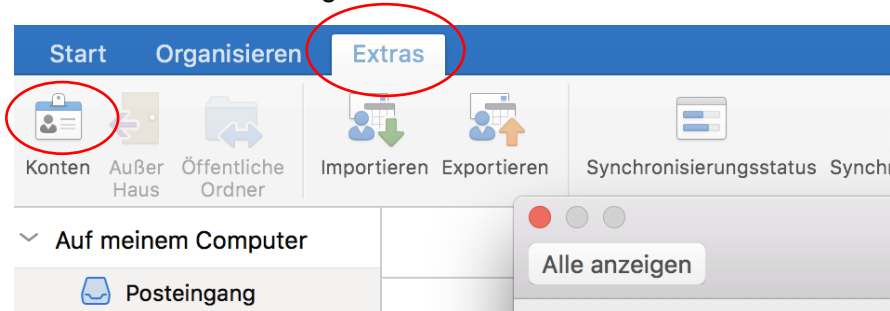 Start Organisieren Extras
Konten Außer Haus Öffentliche Ordner Importieren Exportieren Synchronisierungsstatus
Auf meinem Computer
Alle anzeigen
Posteingang